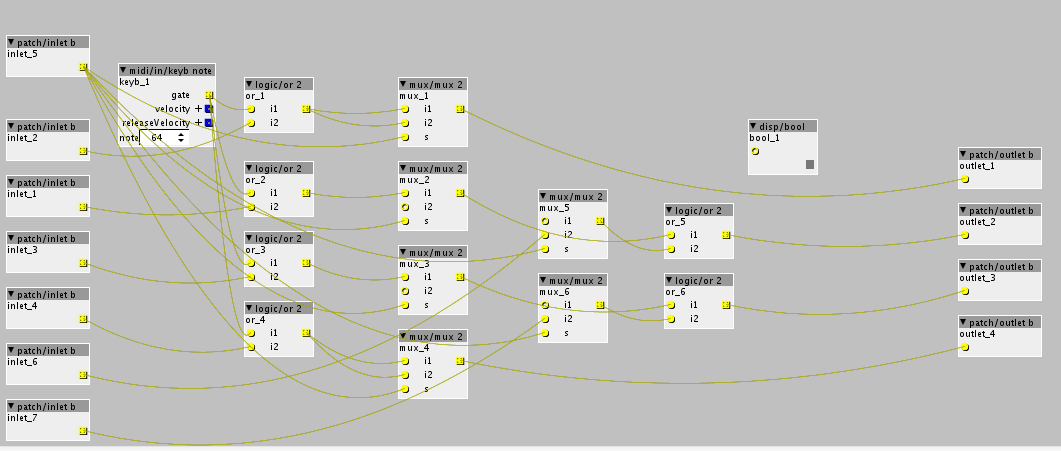 ▼ patch/inlet b
inlet_5
▼ midi/in/keyb note
keyb_1
gate
velocity +
releaseVelocity +
note 64
▼ logic/or 2
or_1
i1
i2
▼ mux/mux 2
mux_1
i1
i2
s
▼ patch/inlet b
inlet_2
▼ disp/bool
bool_1
▼ patch/outlet b
outlet_1
▼ patch/inlet b
inlet_1
▼ logic/or 2
or_2
i1
i2
▼ mux/mux 2
mux_2
i1
i2
s
▼ mux/mux 2
mux_5
i1
i2
s
▼ logic/or 2
or_5
i1
i2
▼ patch/outlet b
outlet_2
▼ patch/inlet b
inlet_3
▼ logic/or 2
or_3
i1
i2
▼ mux/mux 2
mux_3
i1
i2
s
▼ mux/mux 2
mux_6
i1
i2
s
▼ logic/or 2
or_6
i1
i2
▼ patch/outlet b
outlet_3
▼ patch/inlet b
inlet_4
▼ logic/or 2
or_4
i1
i2
▼ mux/mux 2
mux_4
i1
i2
s
▼ patch/outlet b
outlet_4
▼ patch/inlet b
inlet_6
▼ patch/inlet b
inlet_7